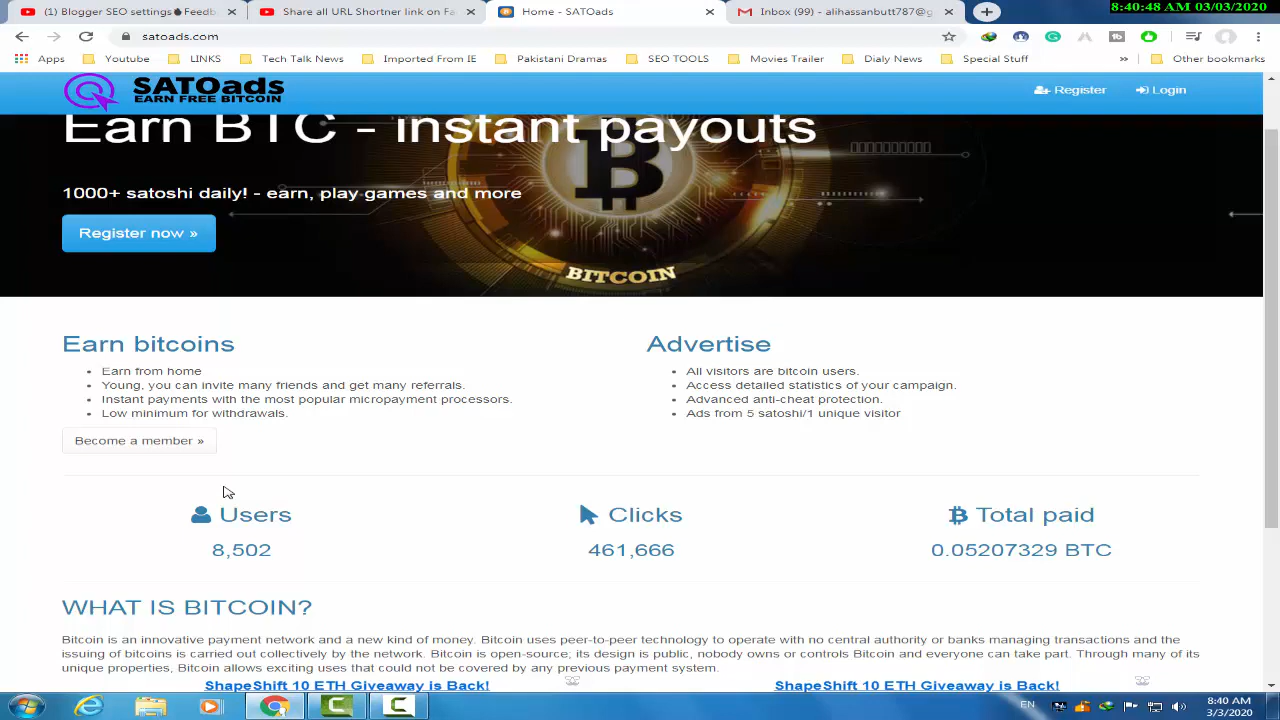 8:40:48 AM 03/03/2020
(1) Blogger SEO settings Feedb
Share all URL Shortner link on Fa
Home - SATOads
Inbox (99) - alihassanbutt787@g
satoads.com
Apps
Youtube
LINKS
Tech Talk News
Imported From IE
Pakistani Dramas
SEO TOOLS
Movies Trailer
Dialy News
Special Stuff
»
Other bookmarks
SATOads
EARN FREE BITCOIN
Register
Login
Earn BTC - instant payouts
1000+ satoshi daily! - earn, play games and more
Register now »
BITCOIN
Earn bitcoins
• Earn from home
• Young, you can invite many friends and get many referrals.
• Instant payments with the most popular micropayment processors.
• Low minimum for withdrawals.
Become a member »
Advertise
• All visitors are bitcoin users.
• Access detailed statistics of your campaign.
• Advanced anti-cheat protection.
• Ads from 5 satoshi/1 unique visitor
Users
8,502
Clicks
461,666
Total paid
0.05207329 BTC
WHAT IS BITCOIN?
Bitcoin is an innovative payment network and a new kind of money. Bitcoin uses peer-to-peer technology to operate with no central authority or banks managing transactions and the
issuing of bitcoins is carried out collectively by the network. Bitcoin is open-source; its design is public, nobody owns or controls Bitcoin and everyone can take part. Through many of its
unique properties, Bitcoin allows exciting uses that could not be covered by any previous payment system.
ShapeShift 10 ETH Giveaway is Back!
ShapeShift 10 ETH Giveaway is Back!
EN
8:40 AM
3/3/2020